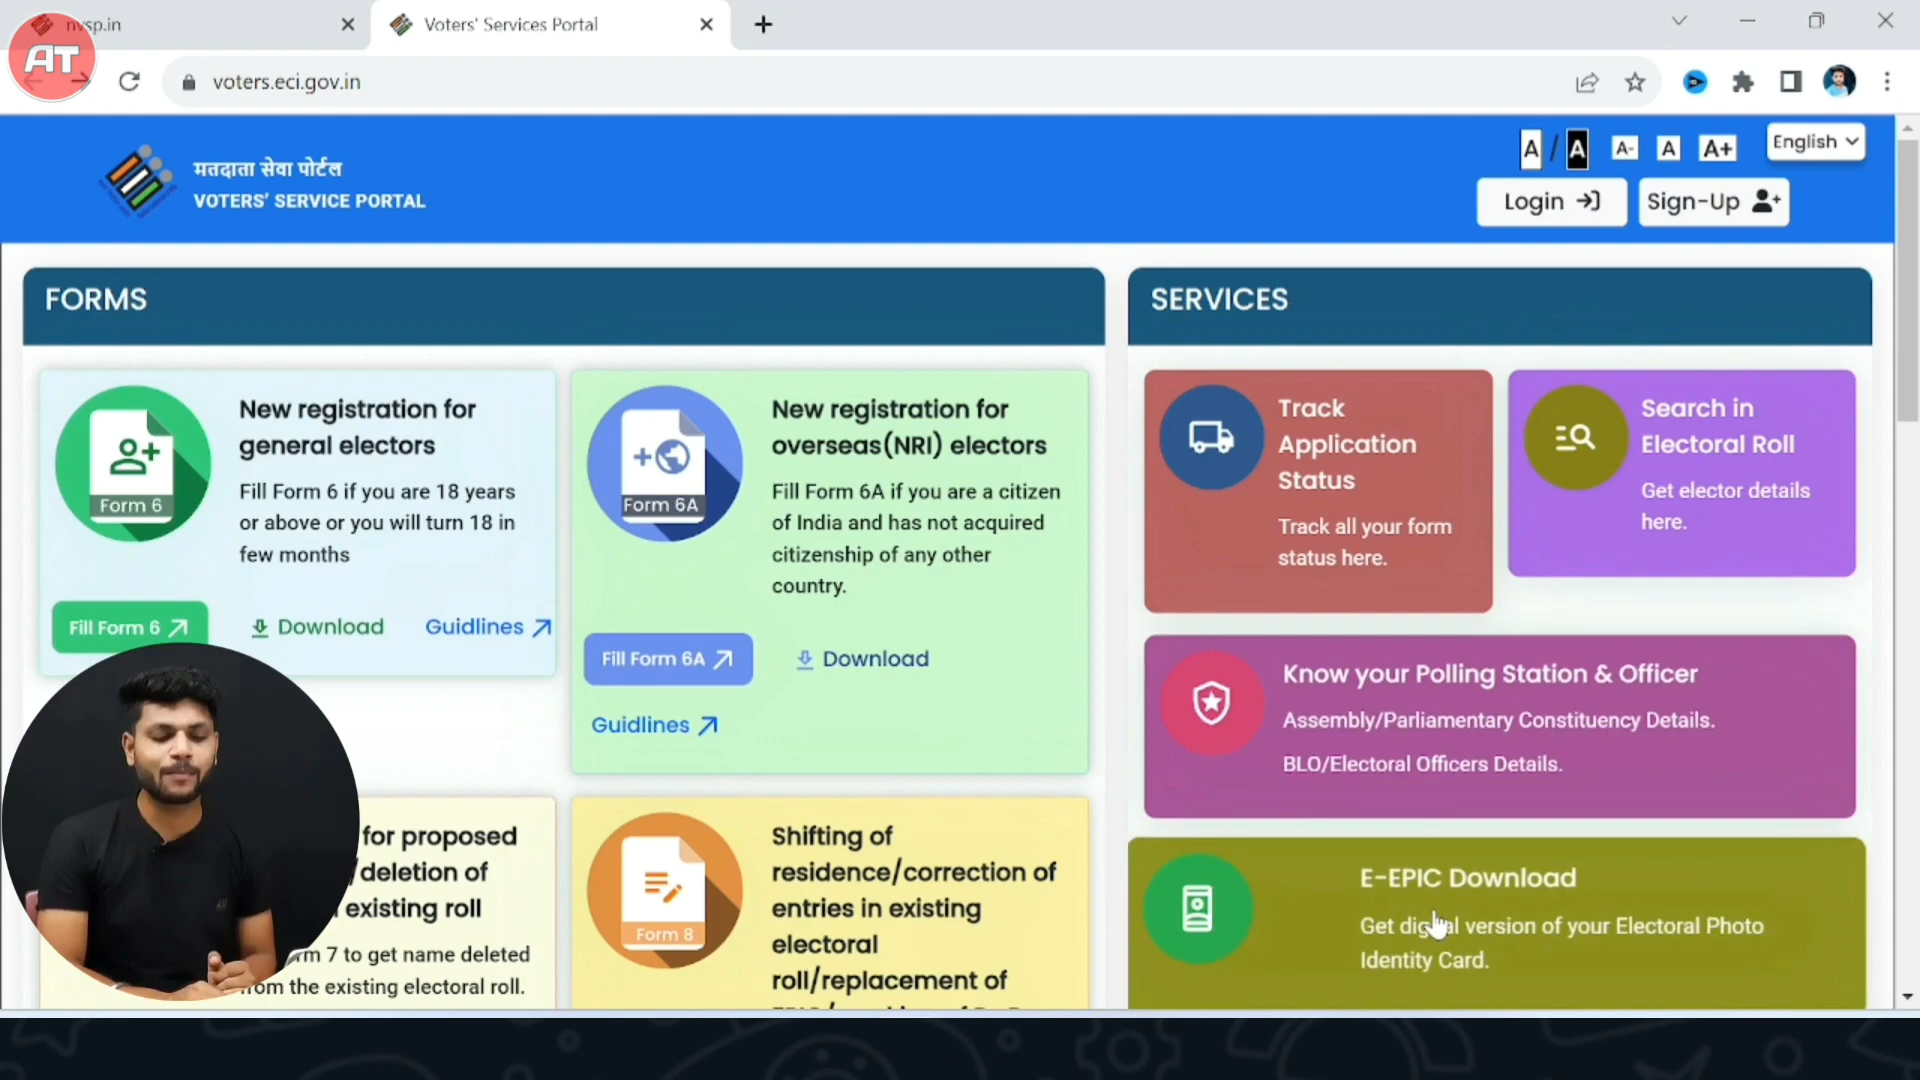 nvsp.in
Voters' Services Portal
AT
voters.eci.gov.in
मतदाता सेवा पोर्टल
VOTERS' SERVICE PORTAL
A / A A- A A+ English
Login Sign-Up
FORMS
New registration for
general electors
Fill Form 6 if you are 18 years
or above or you will turn 18 in
few months
Form 6
Fill Form 6 Download Guidlines
New registration for
overseas(NRI) electors
Fill Form 6A if you are a citizen
of India and has not acquired
citizenship of any other
country.
Form 6A
Fill Form 6A Download
Guidlines
for proposed
/deletion of
existing roll
rm 7 to get name deleted
from the existing electoral roll.
Shifting of
residence/correction of
entries in existing
electoral
roll/replacement of
Form 8
SERVICES
Track
Application
Status
Track all your form
status here.
Search in
Electoral Roll
Get elector details
here.
Know your Polling Station & Officer
Assembly/Parliamentary Constituency Details.
BLO/Electoral Officers Details.
E-EPIC Download
Get digital version of your Electoral Photo
Identity Card.